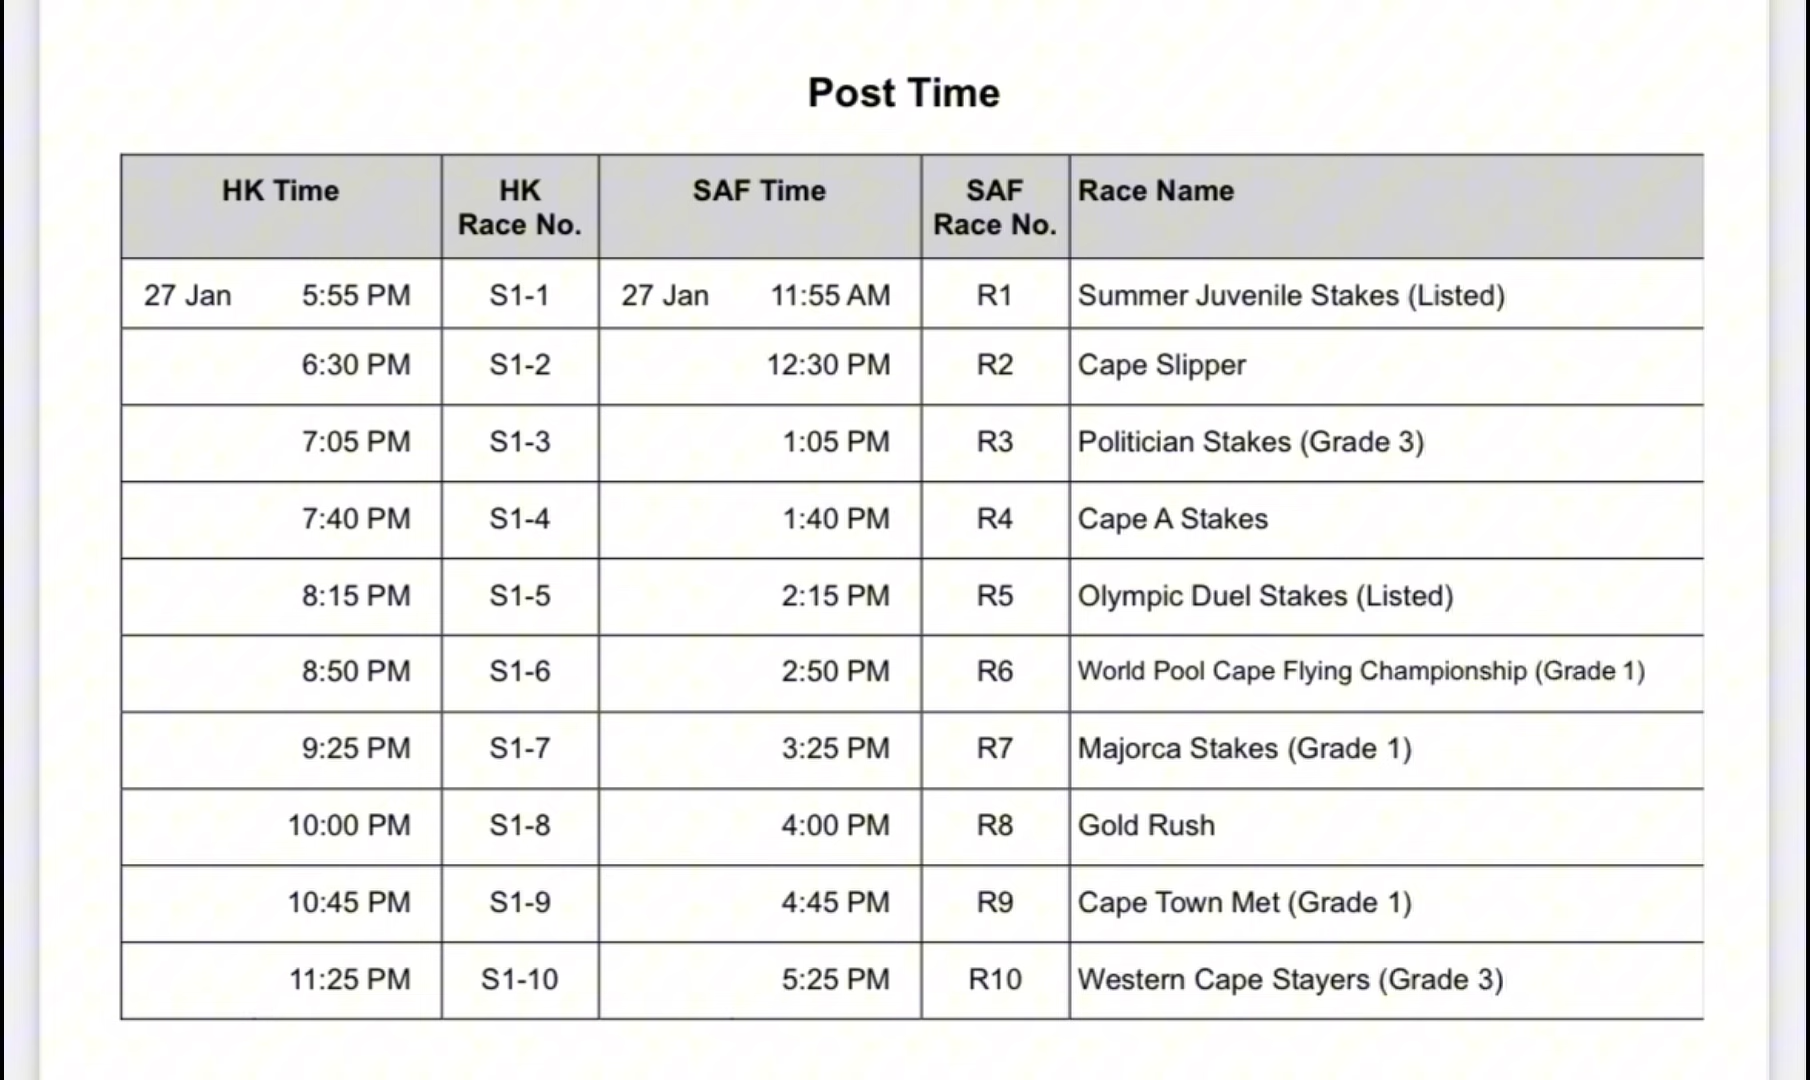 Post Time
HK Time HK Race No. SAF Time SAF Race No. Race Name
27 Jan 5:55 PM S1-1 27 Jan 11:55 AM R1 Summer Juvenile Stakes (Listed)
6:30 PM S1-2 12:30 PM R2 Cape Slipper
7:05 PM S1-3 1:05 PM R3 Politician Stakes (Grade 3)
7:40 PM S1-4 1:40 PM R4 Cape A Stakes
8:15 PM S1-5 2:15 PM R5 Olympic Duel Stakes (Listed)
8:50 PM S1-6 2:50 PM R6 World Pool Cape Flying Championship (Grade 1)
9:25 PM S1-7 3:25 PM R7 Majorca Stakes (Grade 1)
10:00 PM S1-8 4:00 PM R8 Gold Rush
10:45 PM S1-9 4:45 PM R9 Cape Town Met (Grade 1)
11:25 PM S1-10 5:25 PM R10 Western Cape Stayers (Grade 3)